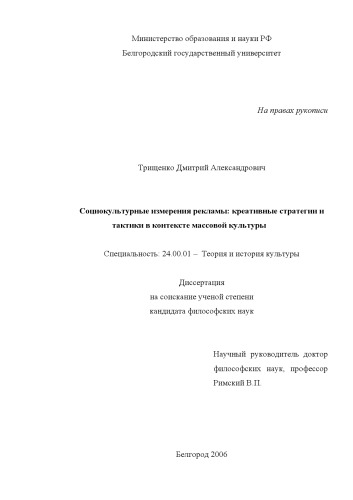 Министерство образования и науки РФ
Белгородский государственный университет
На правах рукописи
Трищенко Дмитрий Александрович
Социокультурные измерения рекламы: креативные стратегии и
тактики в контексте массовой культуры
Специальность: 24.00.01 – Теория и история культуры
Диссертация
на соискание ученой степени
кандидата философских наук
Научный руководитель доктор
философских наук, профессор
Римский В.П.
Белгород 2006